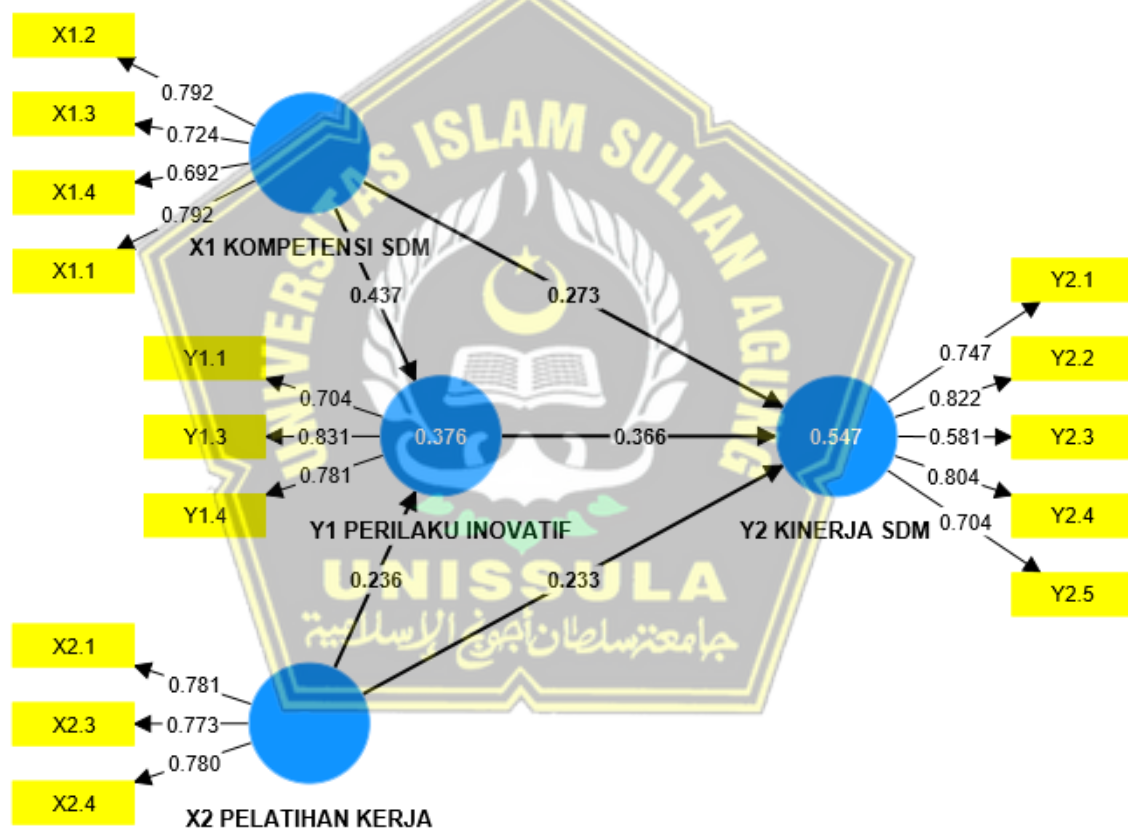 X1.2
0.792
X1.3
0.724
X1.4
0.692
X1.1
0.792
X1 KOMPETENSI SDM
0.437
0.273
UNIVERSITAS ISLAM SULTAN AGUNG
Y1.1
0.704
Y1.3
0.831
Y1.4
0.781
0.376
Y1 PERILAKU INOVATIF
0.366
0.547
Y2 KINERJA SDM
Y2.1
0.747
Y2.2
0.822
Y2.3
0.581
Y2.4
0.804
Y2.5
0.704
0.236
0.233
UNISSULA
جامعنسلطان أجونج الإسلامية
X2.1
0.781
X2.3
0.773
X2.4
0.780
X2 PELATIHAN KERJA